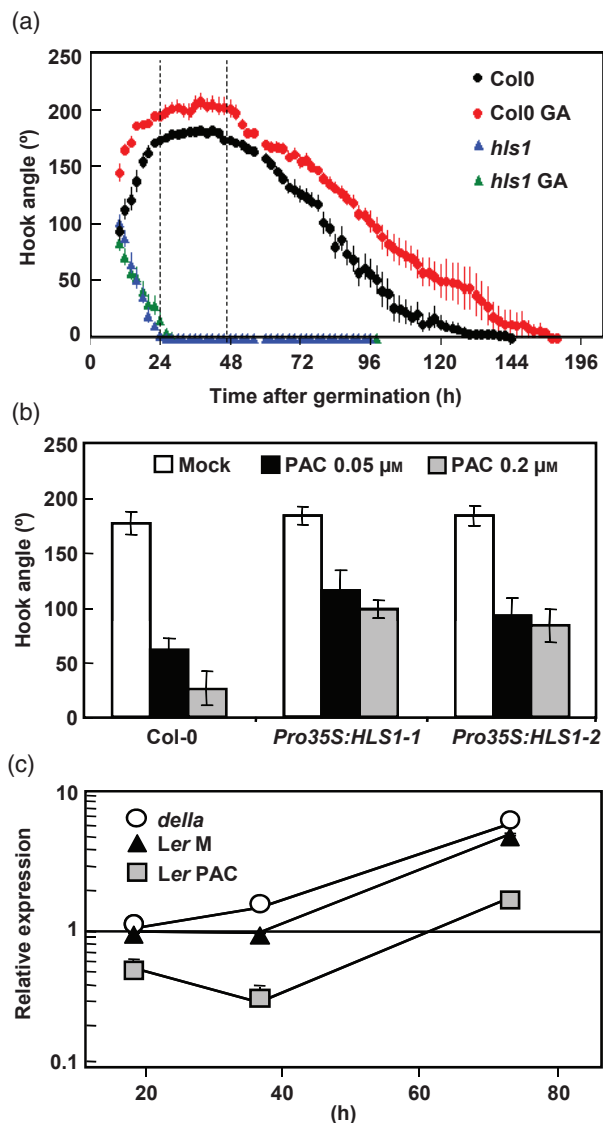 (a)
250
200
150
100
50
0
Hook angle (º)
Col0
Col0 GA
hls1
hls1 GA
0 24 48 72 96 120 144 196
Time after germination (h)
(b)
Mock PAC 0.05 µM PAC 0.2 µM
250
200
150
100
50
0
Hook angle (º)
Col-0 Pro35S:HLS1-1 Pro35S:HLS1-2
(c)
10
1
0.1
Relative expression
della
Ler M
Ler PAC
20 40 60 80
(h)